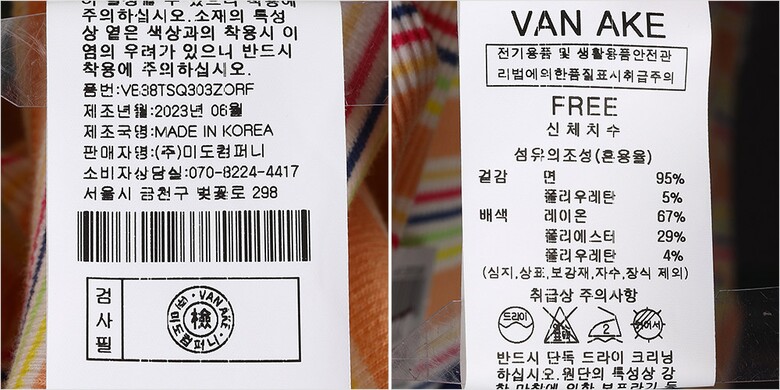 주의하십시오.소재의 특성
상 옅은 색상과의 착용시 이
염의 우려가 있으니 반드시
착용에 주의하십시오.
품번:VE38TSQ303ZORF
제조년월:2023년 06월
제조국명:MADE IN KOREA
판매자명:(주)미도컴퍼니
소비자상담실:070-8224-4417
서울시 금천구 벚꽃로 298
검사필
VAN AKE
檢
㈜미도컴퍼니
VAN AKE
전기용품 및 생활용품안전관
리법에의한품질표시취급주의
FREE
신체치수
섬유의조성(혼용율)
겉감 면 95%
폴리우레탄 5%
배색 레이온 67%
폴리에스터 29%
폴리우레탄 4%
(심지,상표,보강재,자수,장식 제외)
취급상 주의사항
드라이
반드시 단독 드라이 크리닝
하십시오.원단의 특성상 강